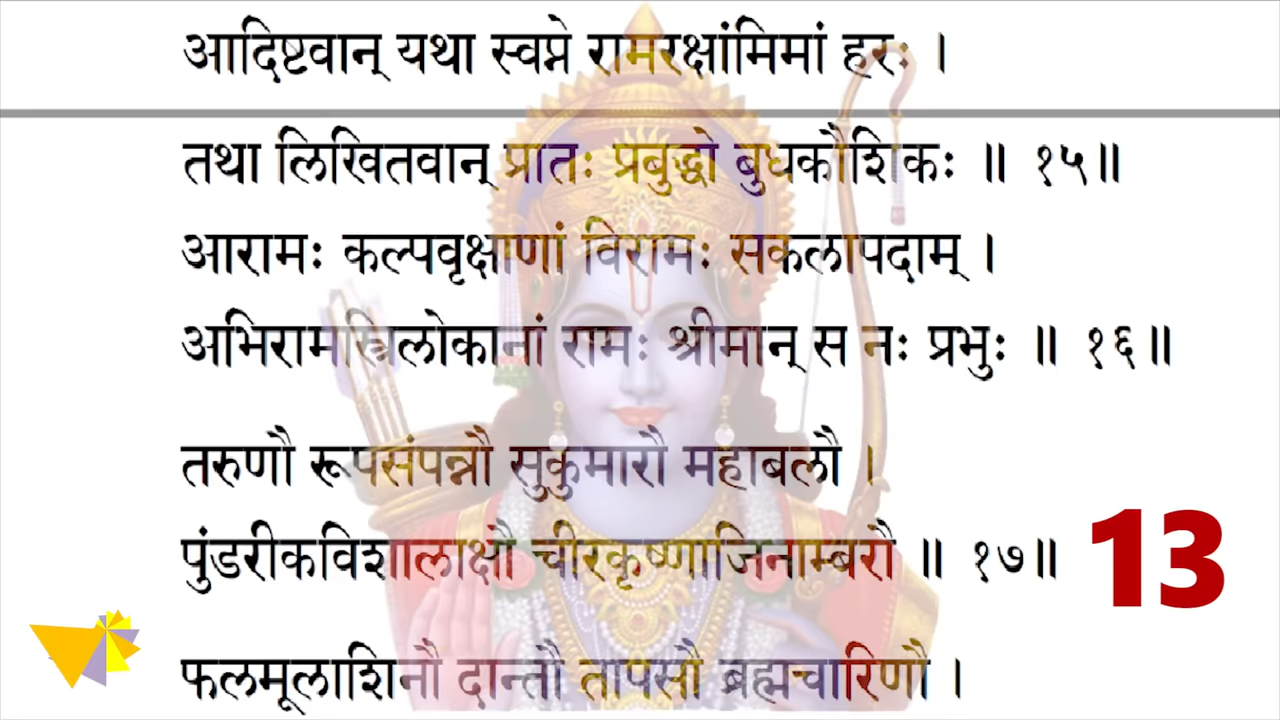 आदिष्टवान् यथा स्वप्ने रामरक्षांमिमां हरः ।
तथा लिखितवान् प्रातः प्रबुद्धो बुधकौशिकः ॥ १५॥
आरामः कल्पवृक्षाणां विरामः सकलापदाम् ।
अभिरामस्त्रिलोकानां रामः श्रीमान् स नः प्रभुः ॥ १६॥
तरुणौ रूपसंपन्नौ सुकुमारौ महाबलौ ।
पुंडरीकविशालाक्षौ चीरकृष्णाजिनाम्बरौ ॥ १७॥
13
फलमूलाशिनौ दान्तौ तापसौ ब्रह्मचारिणौ ।